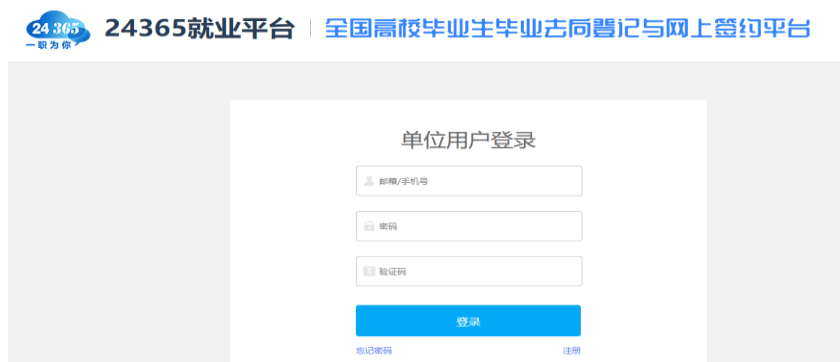 24 365
一职为你
24365就业平台
全国高校毕业生毕业去向登记与网上签约平台
单位用户登录
邮箱/手机号
密码
验证码
登录
忘记密码 注册